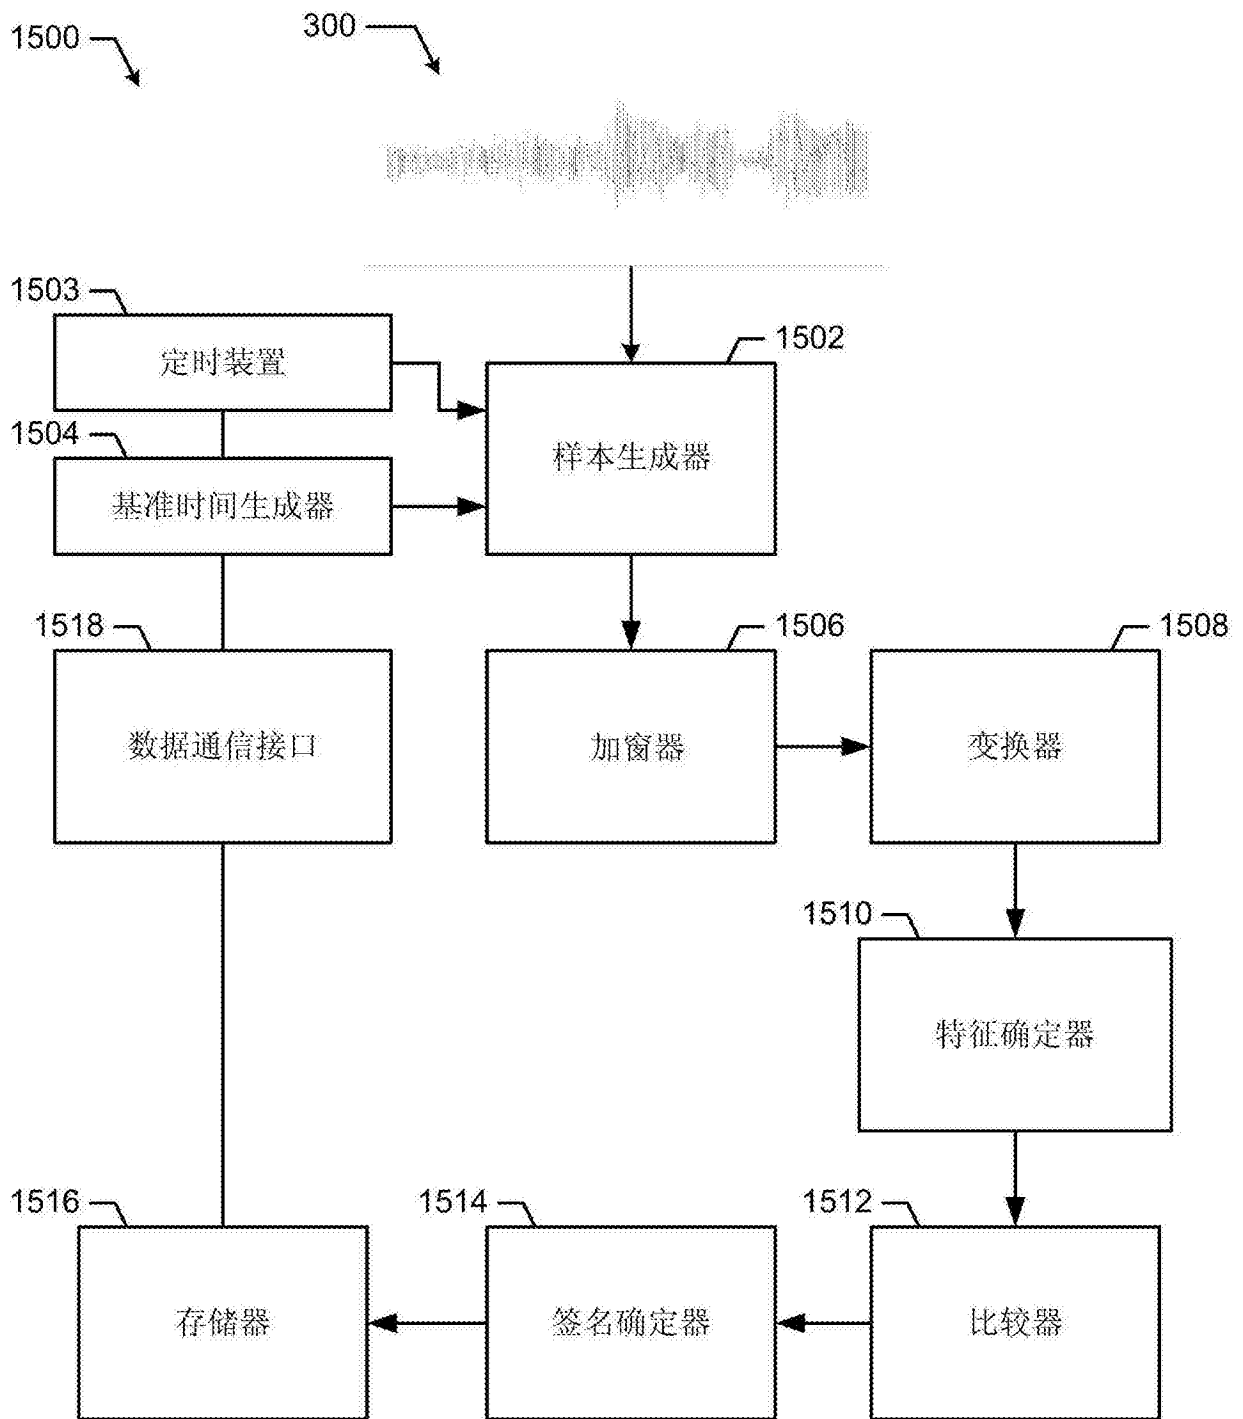 1500
300
1503
定时装置
1502
样本生成器
1504
基准时间生成器
1518
数据通信接口
1506
加窗器
1508
变换器
1510
特征确定器
1516
存储器
1514
签名确定器
1512
比较器